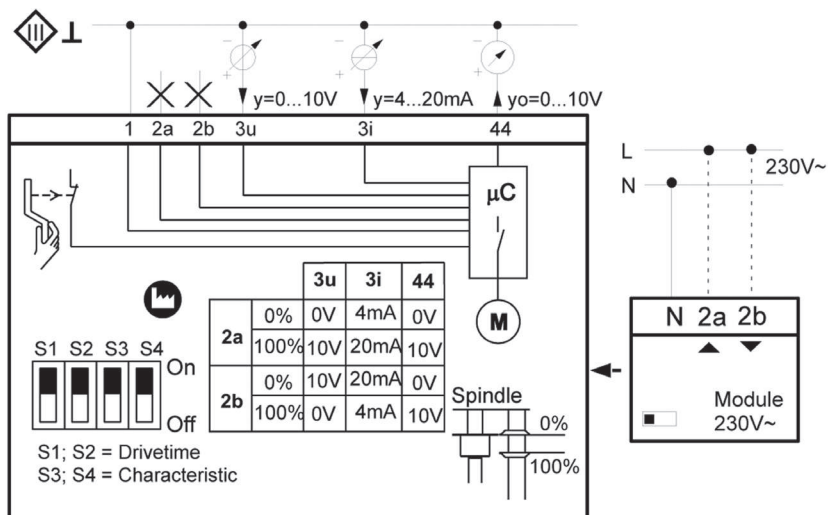 y=0...10V y=4...20mA yo=0...10V
1 2a 2b 3u 3i 44
L
N
230V~
µC
M
3u 3i 44
2a 0% 0V 4mA 0V
100% 10V 20mA 10V
2b 0% 10V 20mA 0V
100% 0V 4mA 10V
S1 S2 S3 S4
On
Off
S1; S2 = Drivetime
S3; S4 = Characteristic
Spindle
0%
100%
N 2a 2b
Module
230V~